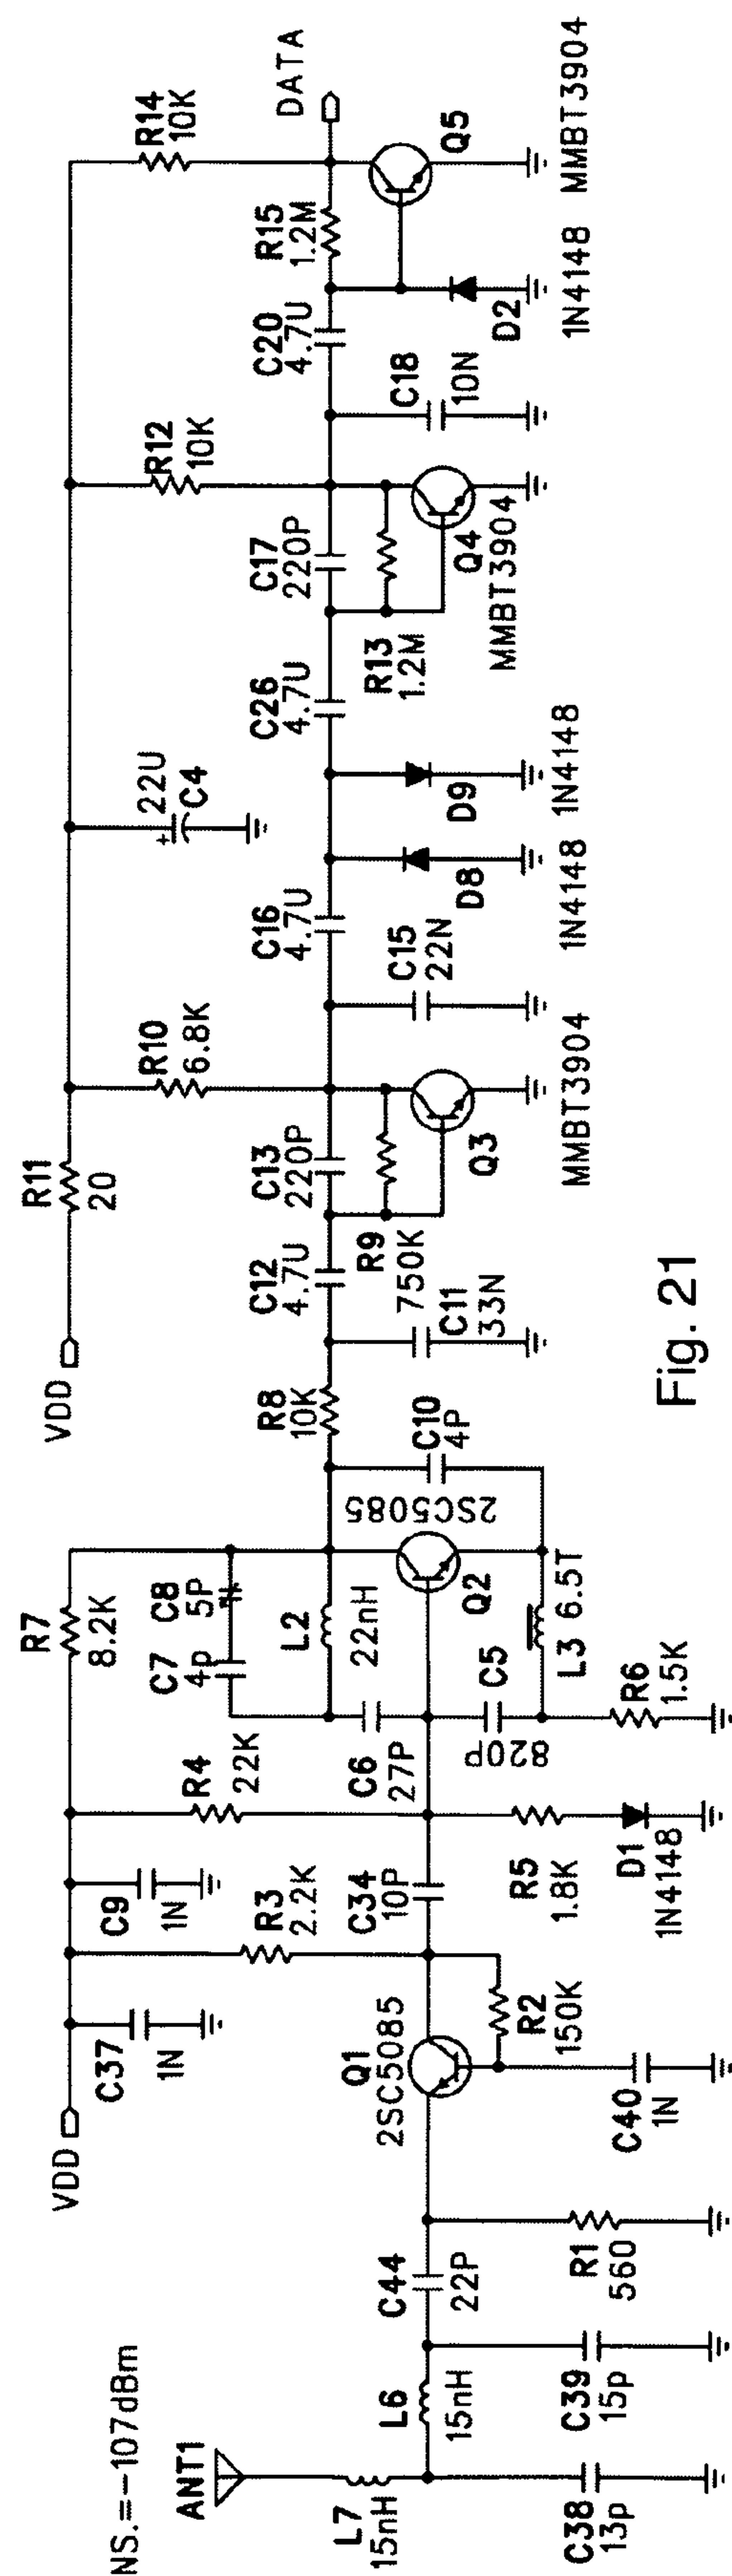 NS.=-107dBm
ANT1
L7
15nH
C38
13p
L6
15nH
C39
15p
C44
22P
R1
560
VDD
C37
1N
Q1
2SC5085
R2
150K
C40
1N
C9
1N
R3
2.2K
C34
10P
R4
22K
R5
1.8K
D1
1N4148
R7
8.2K
C7
4p
C8
5P
L2
22nH
C6
27P
C5
820P
Q2
2SC5085
L3 6.5T
R6
1.5K
C10
4P
R8
10K
C11
33N
VDD
R11
20
C12
4.7U
R9
750K
C13
220P
Q3
MMBT3904
R10
6.8K
C15
22N
C16
4.7U
D8
1N4148
22U
C4
D9
1N4148
C26
4.7U
R13
1.2M
C17
220P
Q4
MMBT3904
R12
10K
C18
10N
C20
4.7U
D2
1N4148
R15
1.2M
R14
10K
DATA
Q5
MMBT3904
Fig. 21